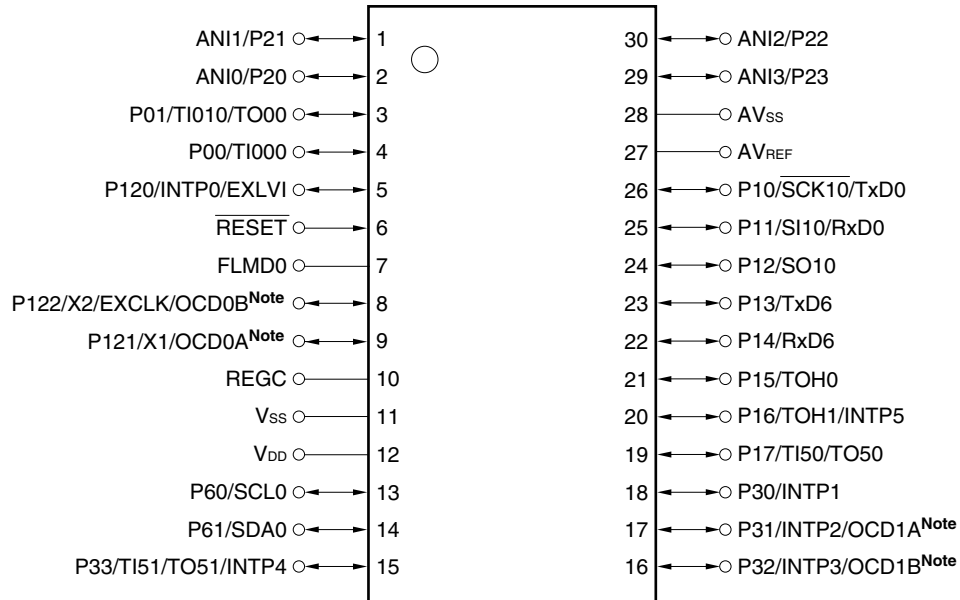 ANI1/P21 1 30 ANI2/P22
ANI0/P20 2 29 ANI3/P23
P01/TI010/TO00 3 28 AVSS
P00/TI000 4 27 AVREF
P120/INTP0/EXLVI 5 26 P10/SCK10/TxD0
RESET 6 25 P11/SI10/RxD0
FLMD0 7 24 P12/SO10
P122/X2/EXCLK/OCD0BNote 8 23 P13/TxD6
P121/X1/OCD0ANote 9 22 P14/RxD6
REGC 10 21 P15/TOH0
VSS 11 20 P16/TOH1/INTP5
VDD 12 19 P17/TI50/TO50
P60/SCL0 13 18 P30/INTP1
P61/SDA0 14 17 P31/INTP2/OCD1ANote
P33/TI51/TO51/INTP4 15 16 P32/INTP3/OCD1BNote